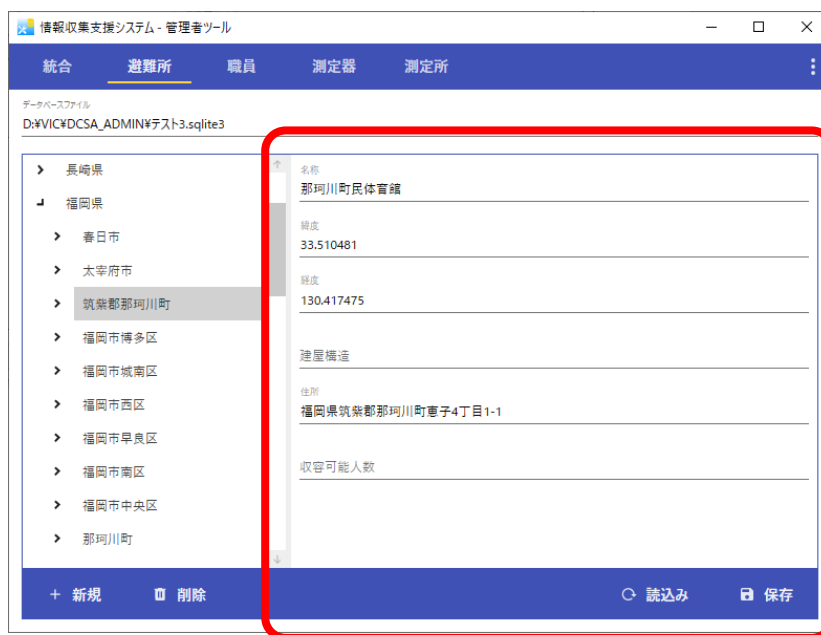 情報収集支援システム - 管理者ツール
統合 避難所 職員 測定器 測定所
データベースファイル
D:¥VIC¥DCSA_ADMIN¥テスト3.sqlite3
長崎県
福岡県
春日市
太宰府市
筑紫郡那珂川町
福岡市博多区
福岡市城南区
福岡市西区
福岡市早良区
福岡市南区
福岡市中央区
那珂川町
名称
那珂川町民体育館
緯度
33.510481
経度
130.417475
建屋構造
住所
福岡県筑紫郡那珂川町恵子4丁目1-1
収容可能人数
+ 新規 削除 読込み 保存